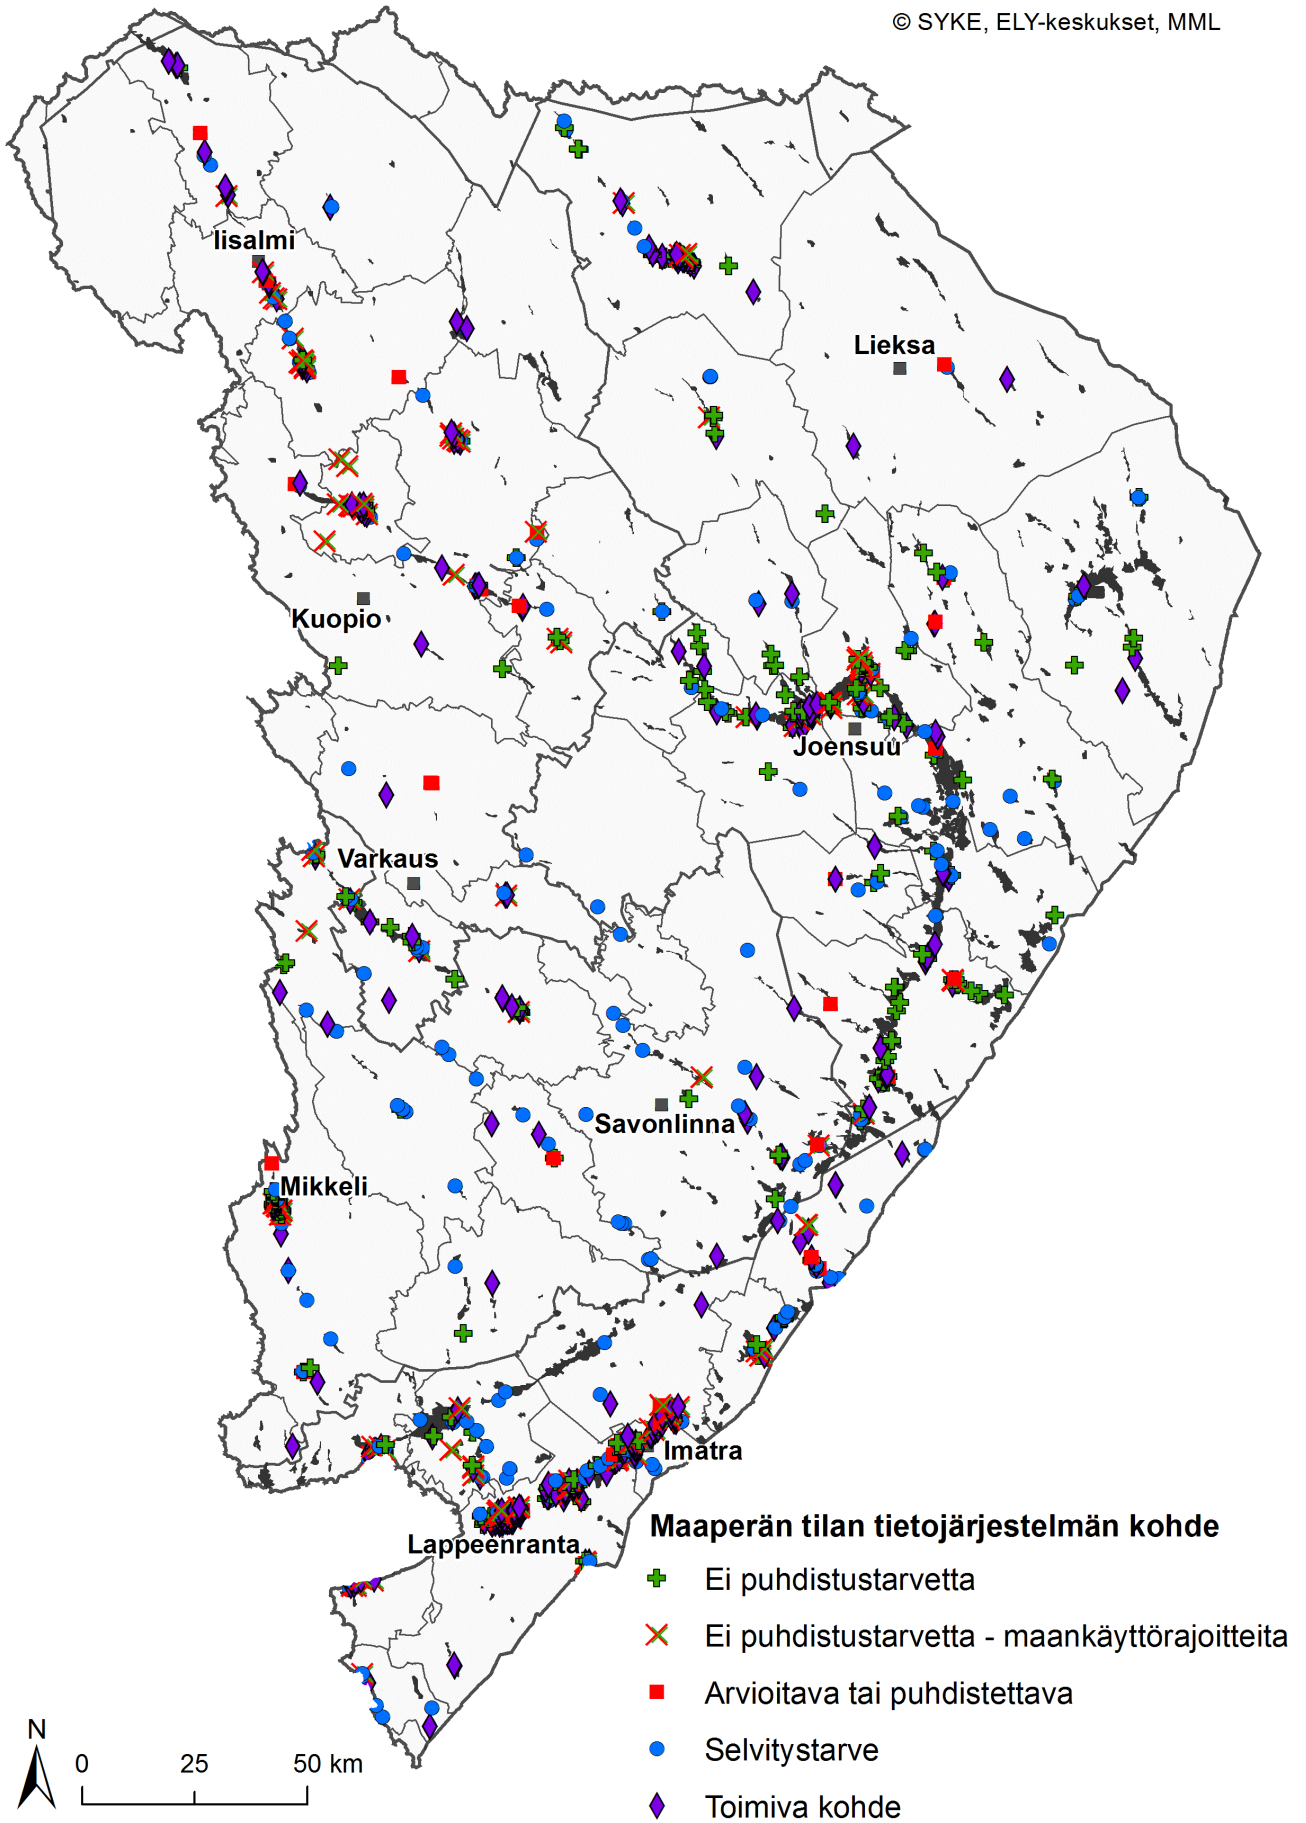 © SYKE, ELY-keskukset, MML
Iisalmi
Lieksa
Kuopio
Joensuu
Varkaus
Savonlinna
Mikkeli
Imatra
Lappeenranta
Maaperän tilan tietojärjestelmän kohde
Ei puhdistustarvetta
Ei puhdistustarvetta - maankäyttörajoitteita
Arvioitava tai puhdistettava
Selvitystarve
Toimiva kohde
N
0 25 50 km